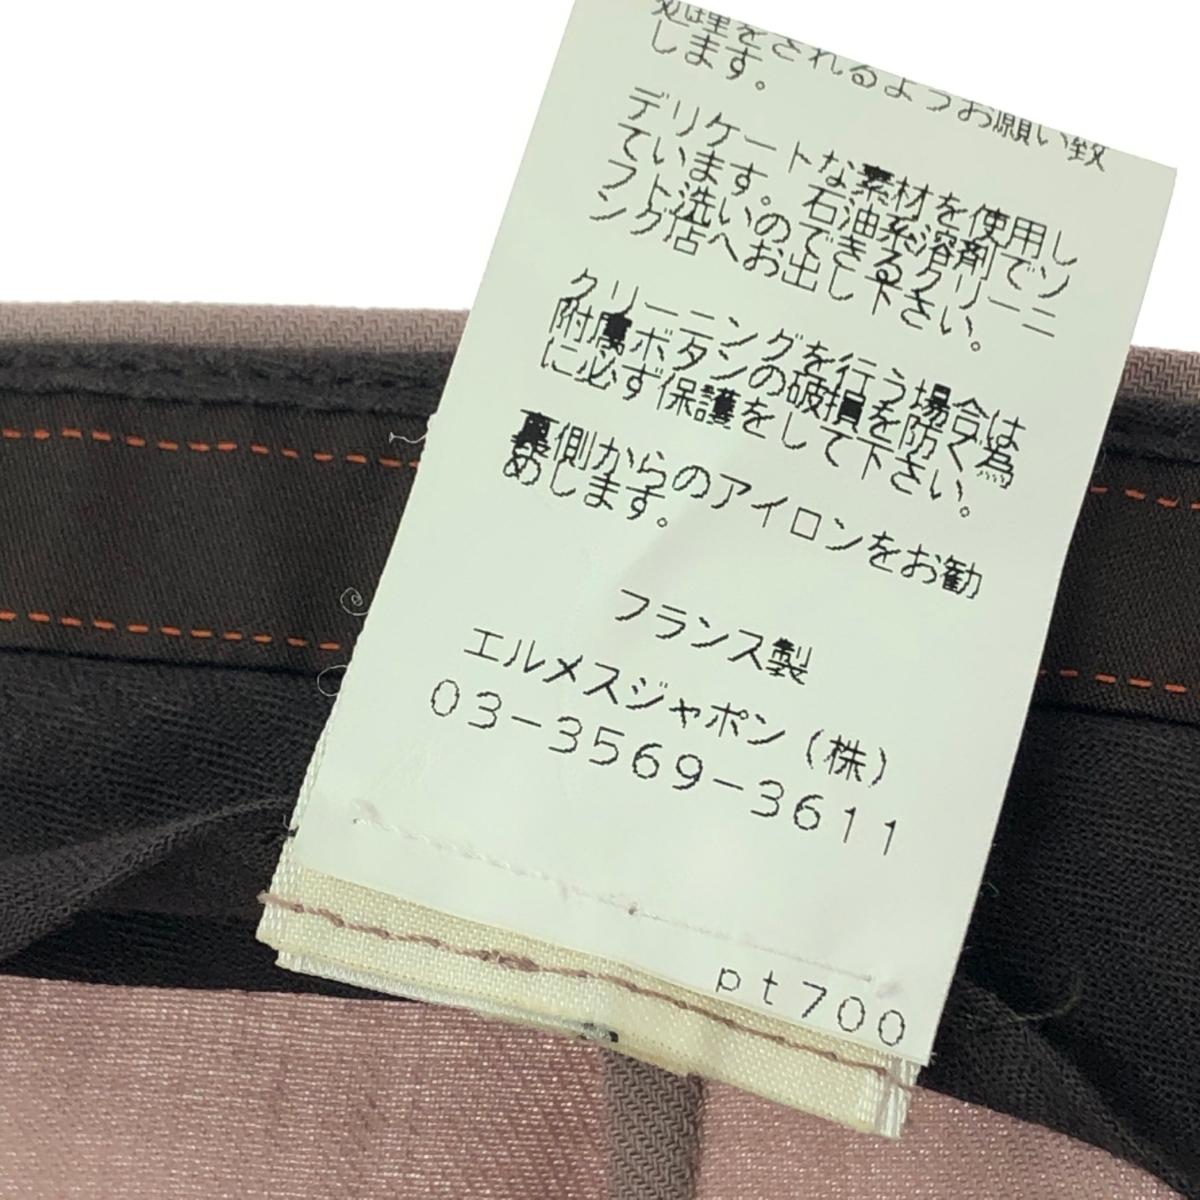 処理をされるようお願い致
します。
デリケートな素材を使用し
ています。石油系溶剤でソ
フト洗いのできるクリーニ
ング店へお出し下さい。
クリーニングを行う場合は
附属ボタンの破損を防ぐ為
に必ず保護をして下さい。
裏側からのアイロンをお勧
めします。
フランス製
エルメスジャポン(株)
03-3569-3611
pt700